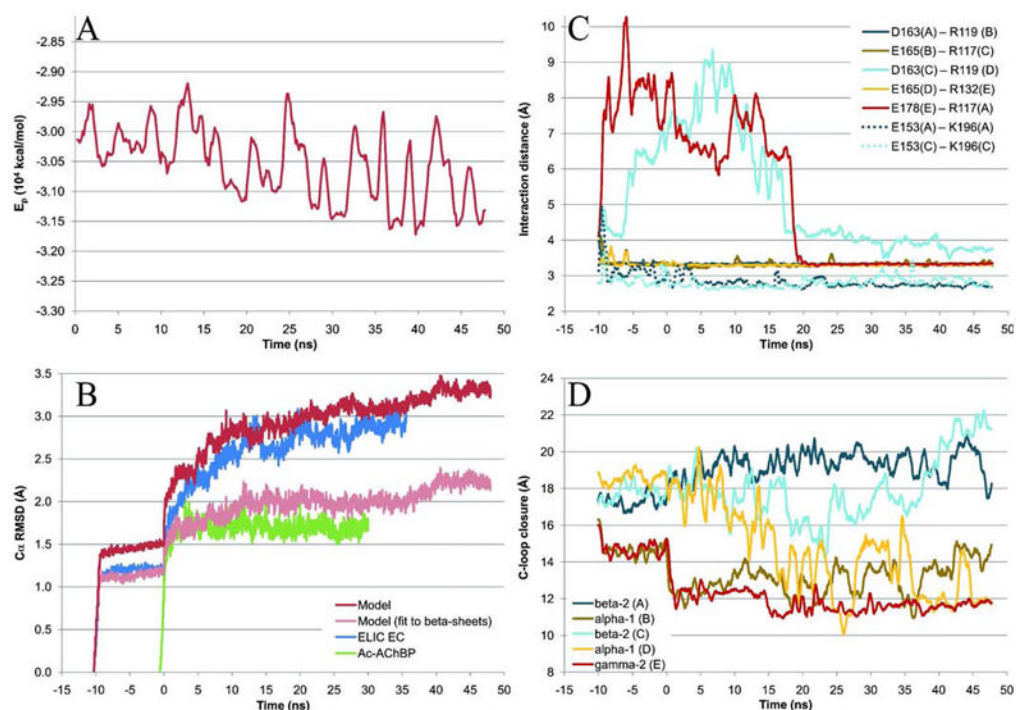 A
-2.85
-2.90
-2.95
-3.00
-3.05
-3.10
-3.15
-3.20
-3.25
-3.30
Ep (10⁴ kcal/mol)
0 5 10 15 20 25 30 35 40 45 50
Time (ns)
B
3.5
3.0
2.5
2.0
1.5
1.0
0.5
0.0
Cα RMSD (Å)
Model
Model (fit to beta-sheets)
ELIC EC
Ac-AChBP
-15 -10 -5 0 5 10 15 20 25 30 35 40 45 50
Time (ns)
C
10
9
8
7
6
5
4
3
2
Interaction distance (Å)
D163(A) – R119 (B)
E165(B) – R117(C)
D163(C) – R119 (D)
E165(D) – R132(E)
E178(E) – R117(A)
E153(A) – K196(A)
E153(C) – K196(C)
-15 -10 -5 0 5 10 15 20 25 30 35 40 45 50
Time (ns)
D
24
22
20
18
16
14
12
10
8
C-loop closure (Å)
beta-2 (A)
alpha-1 (B)
beta-2 (C)
alpha-1 (D)
gamma-2 (E)
-15 -10 -5 0 5 10 15 20 25 30 35 40 45 50
Time (ns)